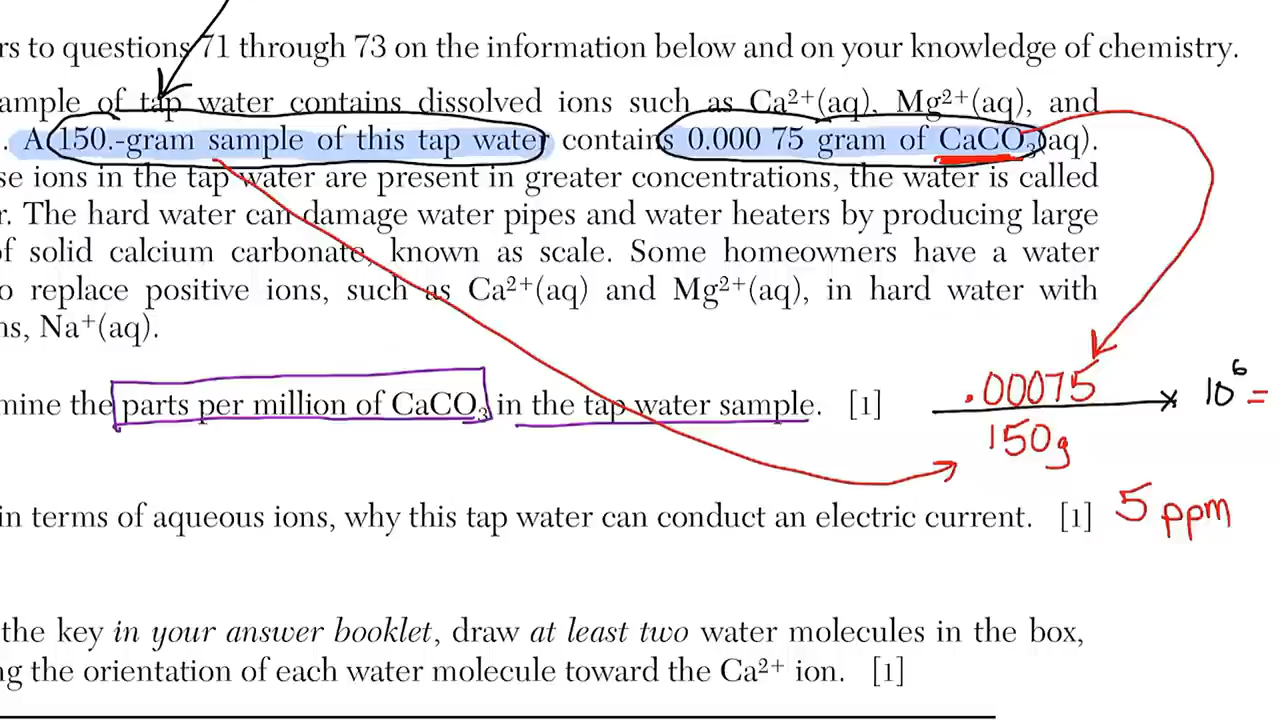 rs to questions 71 through 73 on the information below and on your knowledge of chemistry.
ample of tap water contains dissolved ions such as Ca²⁺(aq), Mg²⁺(aq), and
. A 150.-gram sample of this tap water contains 0.000 75 gram of CaCO₃(aq).
se ions in the tap water are present in greater concentrations, the water is called
r. The hard water can damage water pipes and water heaters by producing large
f solid calcium carbonate, known as scale. Some homeowners have a water
o replace positive ions, such as Ca²⁺(aq) and Mg²⁺(aq), in hard water with
ns, Na⁺(aq).
mine the parts per million of CaCO₃ in the tap water sample. [1]
.00075
× 10⁶ =
150g
in terms of aqueous ions, why this tap water can conduct an electric current. [1]
5 ppm
the key in your answer booklet, draw at least two water molecules in the box,
ng the orientation of each water molecule toward the Ca²⁺ ion. [1]